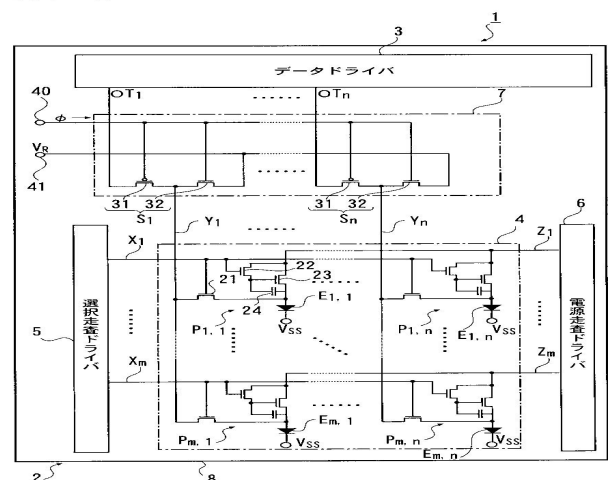 1
3
データドライバ
T1
Tn
7
40
φ
VR
41
31 32
31 32
S1
Sn
Y1
Yn
4
6
X1
Z1
22
23
21
24
E1, 1
VSS
P1, 1
E1, n
VSS
P1, n
5
選択走査ドライバ
電源走査ドライバ
Xm
Zm
Em, 1
VSS
Pm, 1
Pm, n
VSS
Em, n
2
8